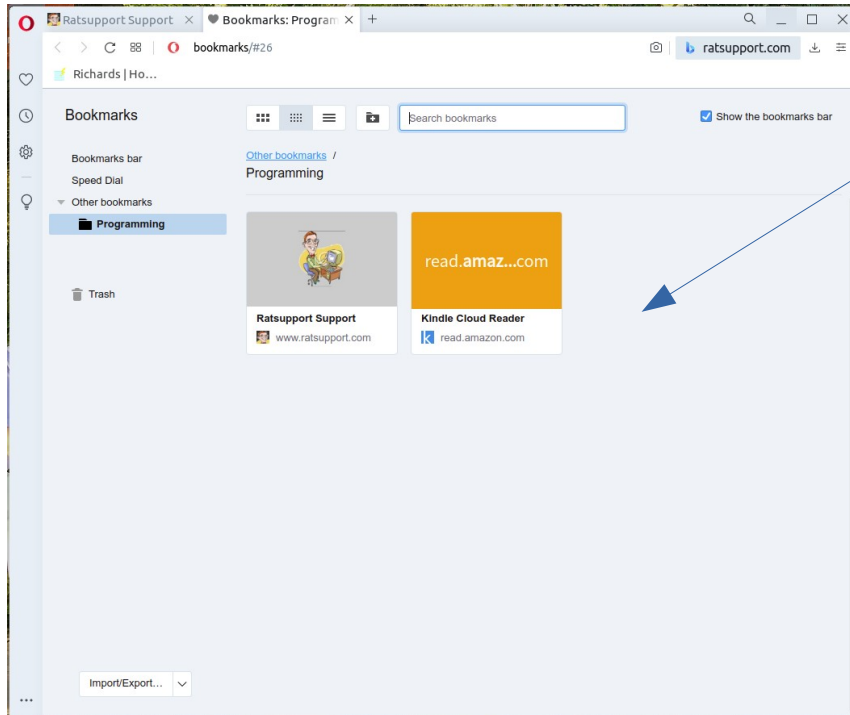 Ratsupport Support
Bookmarks: Program
bookmarks/#26
ratsupport.com
Richards | Ho...
Bookmarks
Search bookmarks
Show the bookmarks bar
Bookmarks bar
Speed Dial
Other bookmarks
Programming
Trash
Other bookmarks /
Programming
read.amaz...com
Ratsupport Support
www.ratsupport.com
Kindle Cloud Reader
read.amazon.com
Import/Export...